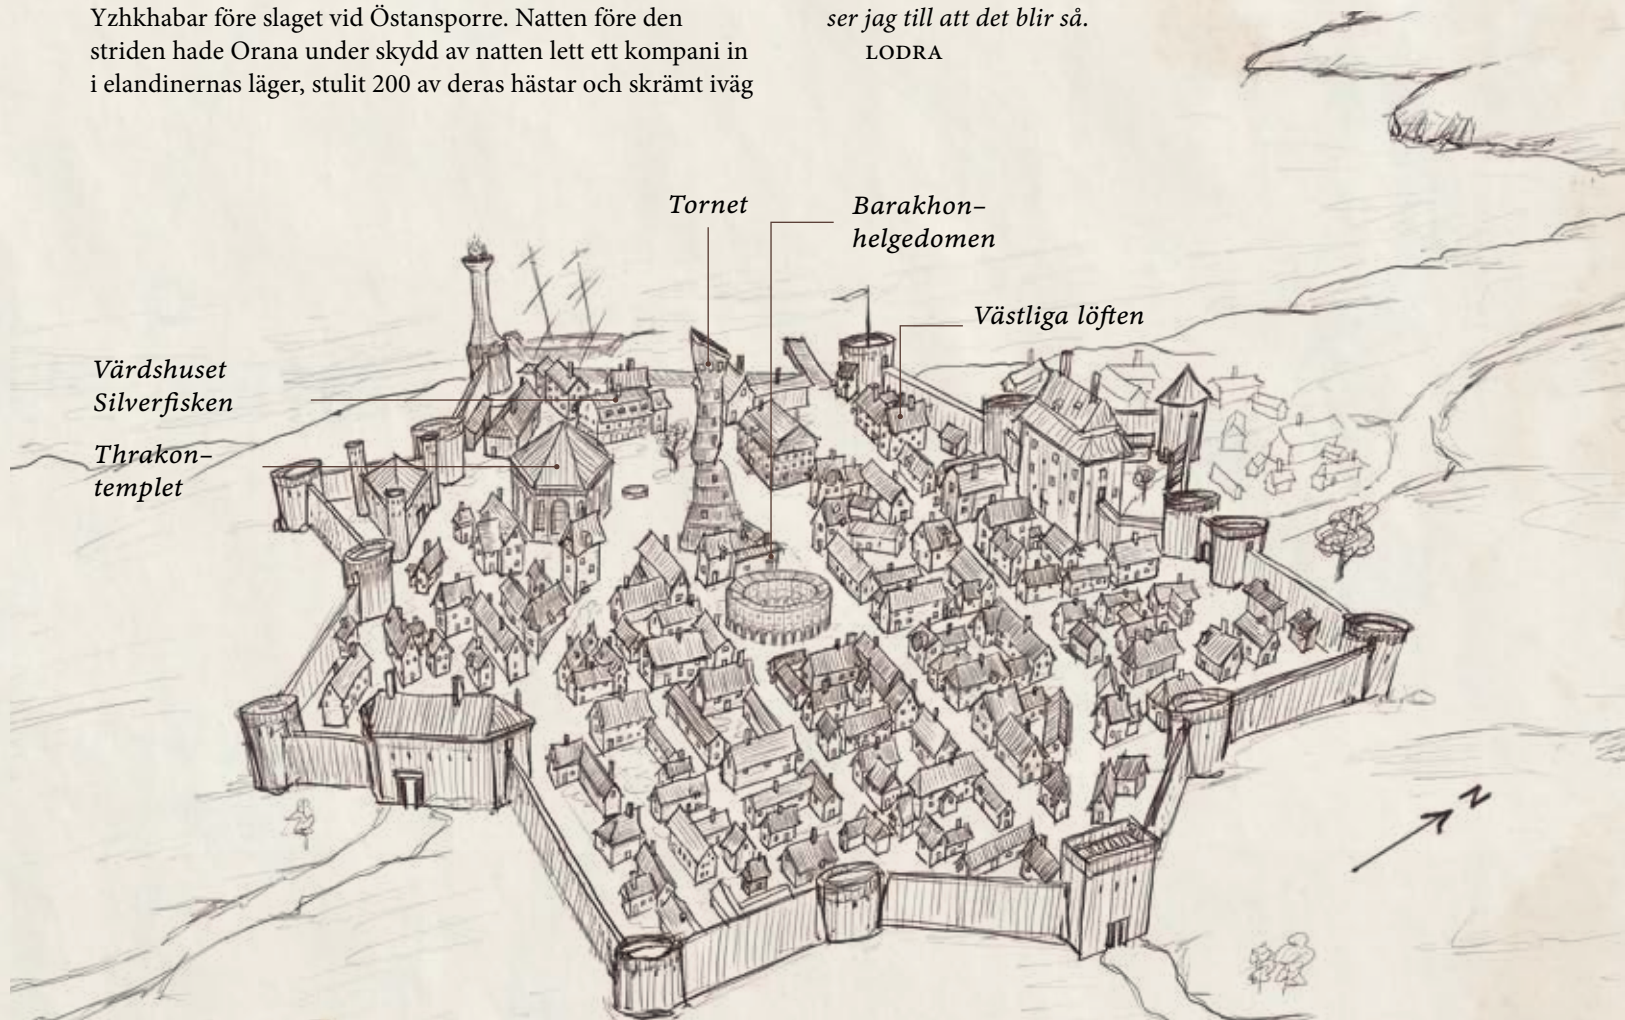 Yzhkhabar före slaget vid Östansporre. Natten före den
striden hade Orana under skydd av natten lett ett kompani in
i elandinernas läger, stulit 200 av deras hästar och skrämt iväg
ser jag till att det blir så.
LODRA
Tornet
Barakhon–
helgedomen
Västliga löften
Värdshuset
Silverfisken
Thrakon–
templet
N